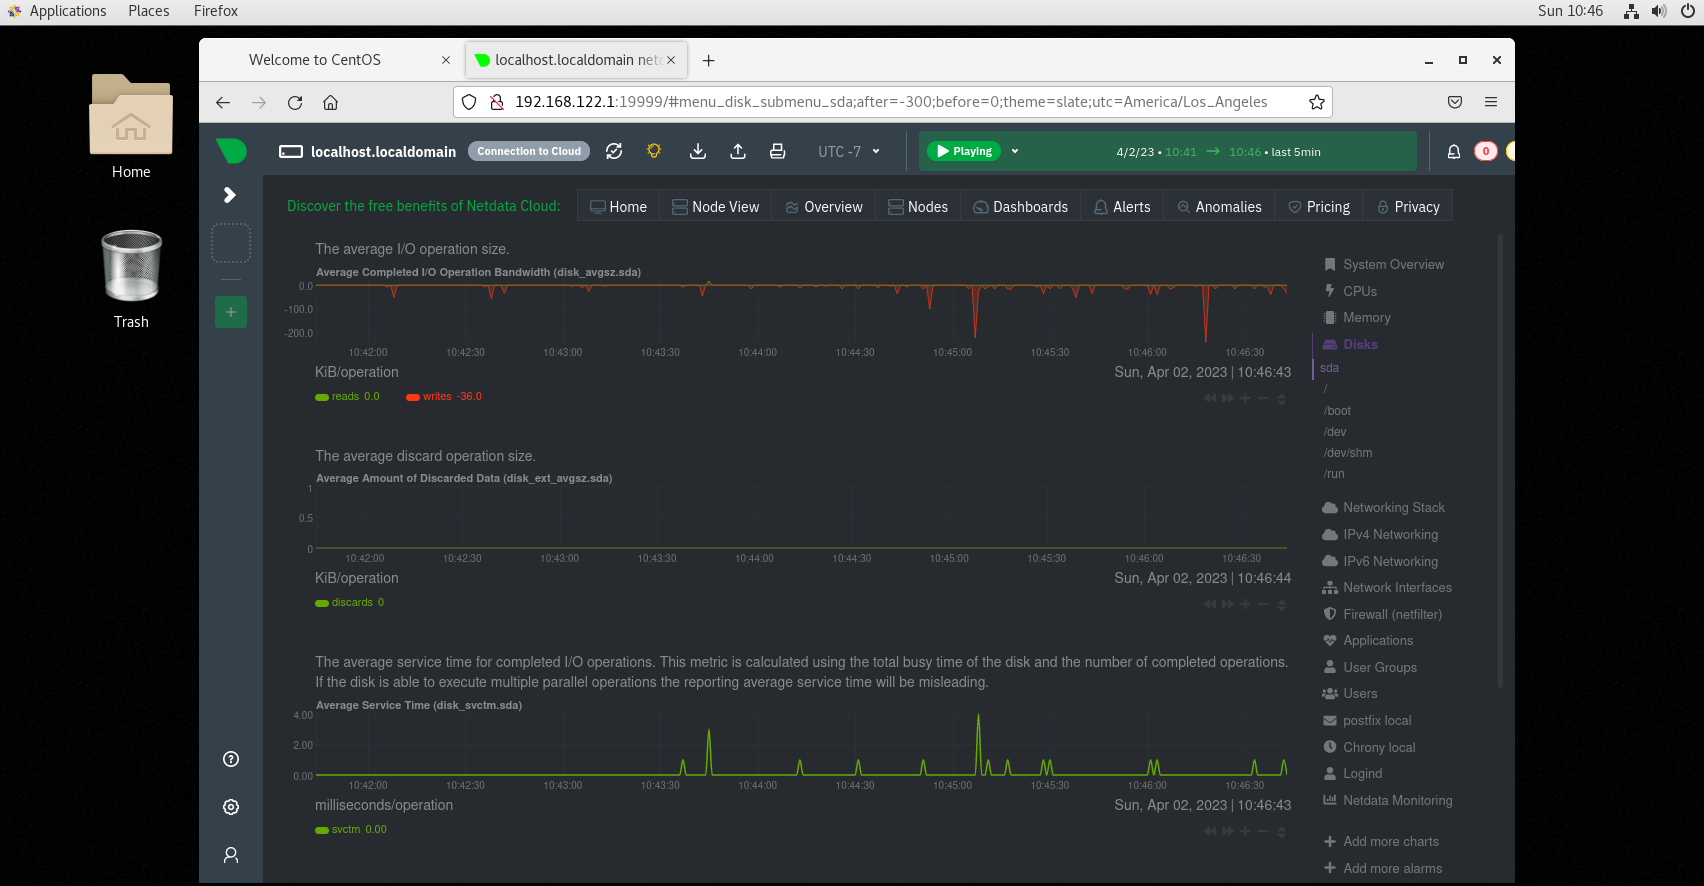 Applications Places Firefox Sun 10:46
Welcome to CentOS localhost.localdomain netd
192.168.122.1:19999/#menu_disk_submenu_sda;after=-300;before=0;theme=slate;utc=America/Los_Angeles
Home
Trash
localhost.localdomain Connection to Cloud UTC -7 Playing 4/2/23 • 10:41 → 10:46 • last 5min 0
Discover the free benefits of Netdata Cloud: Home Node View Overview Nodes Dashboards Alerts Anomalies Pricing Privacy
The average I/O operation size.
Average Completed I/O Operation Bandwidth (disk_avgsz.sda)
0.0
-100.0
-200.0
10:42:00 10:42:30 10:43:00 10:43:30 10:44:00 10:44:30 10:45:00 10:45:30 10:46:00 10:46:30
KiB/operation Sun, Apr 02, 2023 | 10:46:43
reads 0.0 writes -36.0
The average discard operation size.
Average Amount of Discarded Data (disk_ext_avgsz.sda)
1
0.5
0
10:42:00 10:42:30 10:43:00 10:43:30 10:44:00 10:44:30 10:45:00 10:45:30 10:46:00 10:46:30
KiB/operation Sun, Apr 02, 2023 | 10:46:44
discards 0
The average service time for completed I/O operations. This metric is calculated using the total busy time of the disk and the number of completed operations.
If the disk is able to execute multiple parallel operations the reporting average service time will be misleading.
Average Service Time (disk_svctm.sda)
4.00
2.00
0.00
10:42:00 10:42:30 10:43:00 10:43:30 10:44:00 10:44:30 10:45:00 10:45:30 10:46:00 10:46:30
milliseconds/operation Sun, Apr 02, 2023 | 10:46:43
svctm 0.00
System Overview
CPUs
Memory
Disks
sda
/
/boot
/dev
/dev/shm
/run
Networking Stack
IPv4 Networking
IPv6 Networking
Network Interfaces
Firewall (netfilter)
Applications
User Groups
Users
postfix local
Chrony local
Logind
Netdata Monitoring
Add more charts
Add more alarms